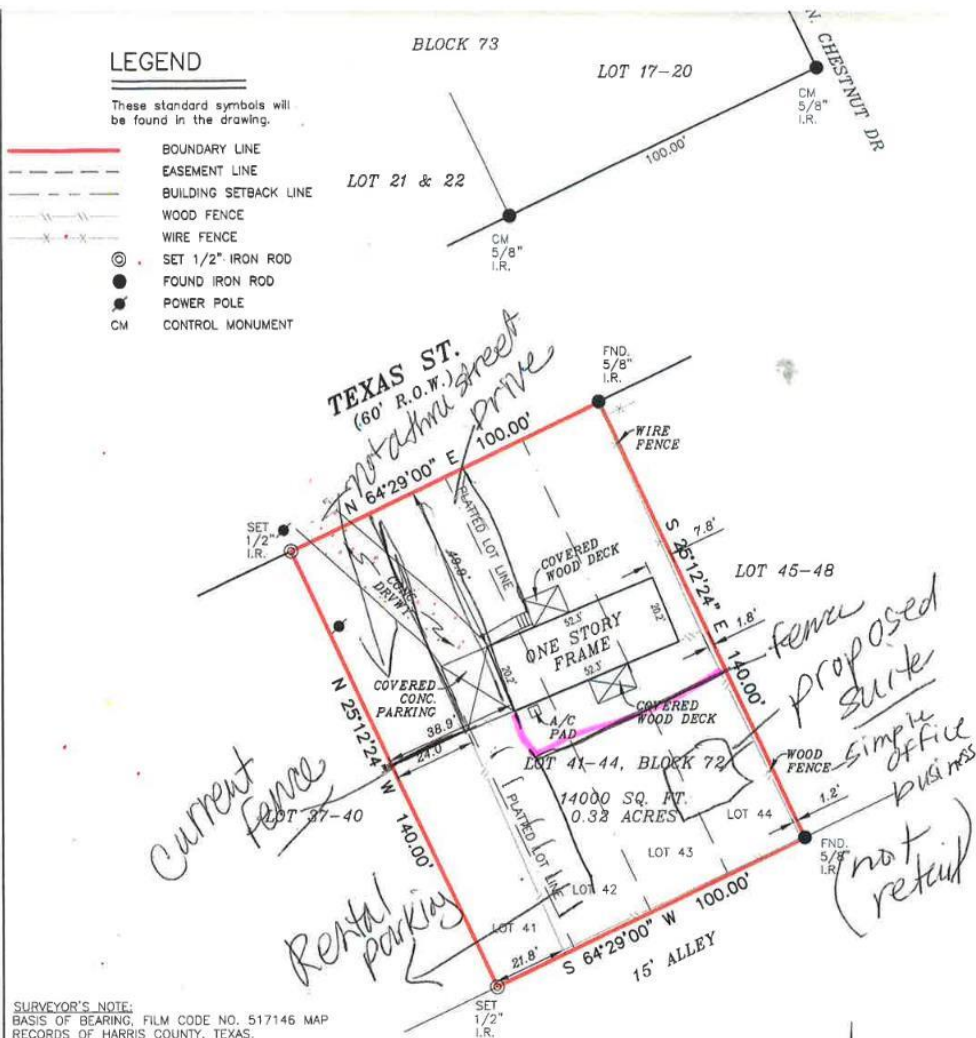 LEGEND
These standard symbols will
be found in the drawing.
BOUNDARY LINE
EASEMENT LINE
BUILDING SETBACK LINE
WOOD FENCE
WIRE FENCE
SET 1/2" IRON ROD
FOUND IRON ROD
POWER POLE
CM CONTROL MONUMENT
BLOCK 73
LOT 17-20
N. CHESTNUT DR
CM
5/8"
I.R.
100.00'
LOT 21 & 22
CM
5/8"
I.R.
TEXAS ST.
(60' R.O.W.)
not a thru street
Drive
FND.
5/8"
I.R.
N 64°29'00" E 100.00'
WIRE
FENCE
SET
1/2"
I.R.
PLATTED LOT LINE
40.0'
S 25°12'24" E 140.00'
7.8'
COVERED
WOOD DECK
LOT 45-48
CONC.
DRVWY.
52.5'
20.2'
ONE STORY
FRAME
1.8'
fence
proposed
suite
20.2'
52.5'
COVERED
CONC.
PARKING
A/C
PAD
COVERED
WOOD DECK
N 25°12'24" W 140.00'
38.9'
24.0'
WOOD
FENCE
simple
office
business
(not
retail)
LOT 41-44, BLOCK 72
14000 SQ. FT.
0.32 ACRES
current
fence
LOT 37-40
PLATTED LOT LINE
LOT 44
1.2'
LOT 43
FND.
5/8"
I.R.
LOT 42
Rental
parking
LOT 41
21.8'
S 64°29'00" W 100.00'
15' ALLEY
SET
1/2"
I.R.
SURVEYOR'S NOTE:
BASIS OF BEARING, FILM CODE NO. 517146 MAP
RECORDS OF HARRIS COUNTY, TEXAS.